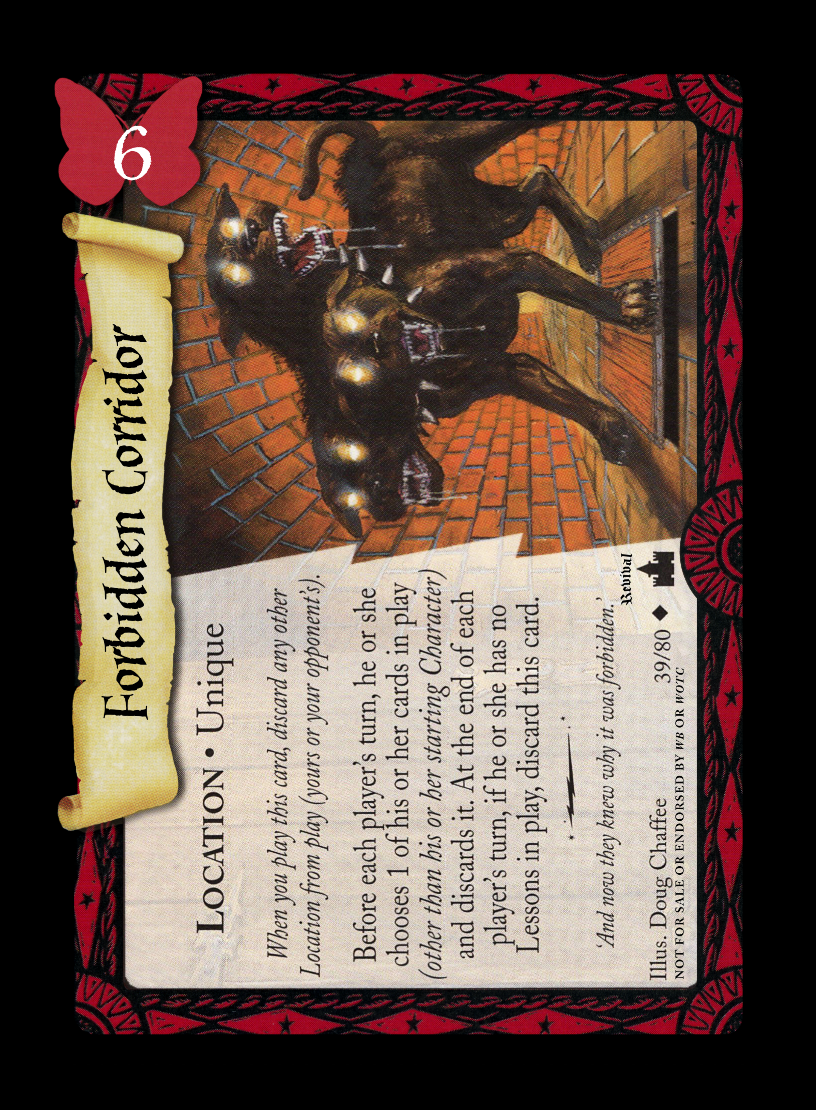 6
Forbidden Corridor
LOCATION • Unique
When you play this card, discard any other
Location from play (yours or your opponent's).
Before each player's turn, he or she
chooses 1 of his or her cards in play
(other than his or her starting Character)
and discards it. At the end of each
player's turn, if he or she has no
Lessons in play, discard this card.
‘And now they knew why it was forbidden.’
Revival
Illus. Doug Chaffee 39/80 ◆
NOT FOR SALE OR ENDORSED BY WB OR WOTC